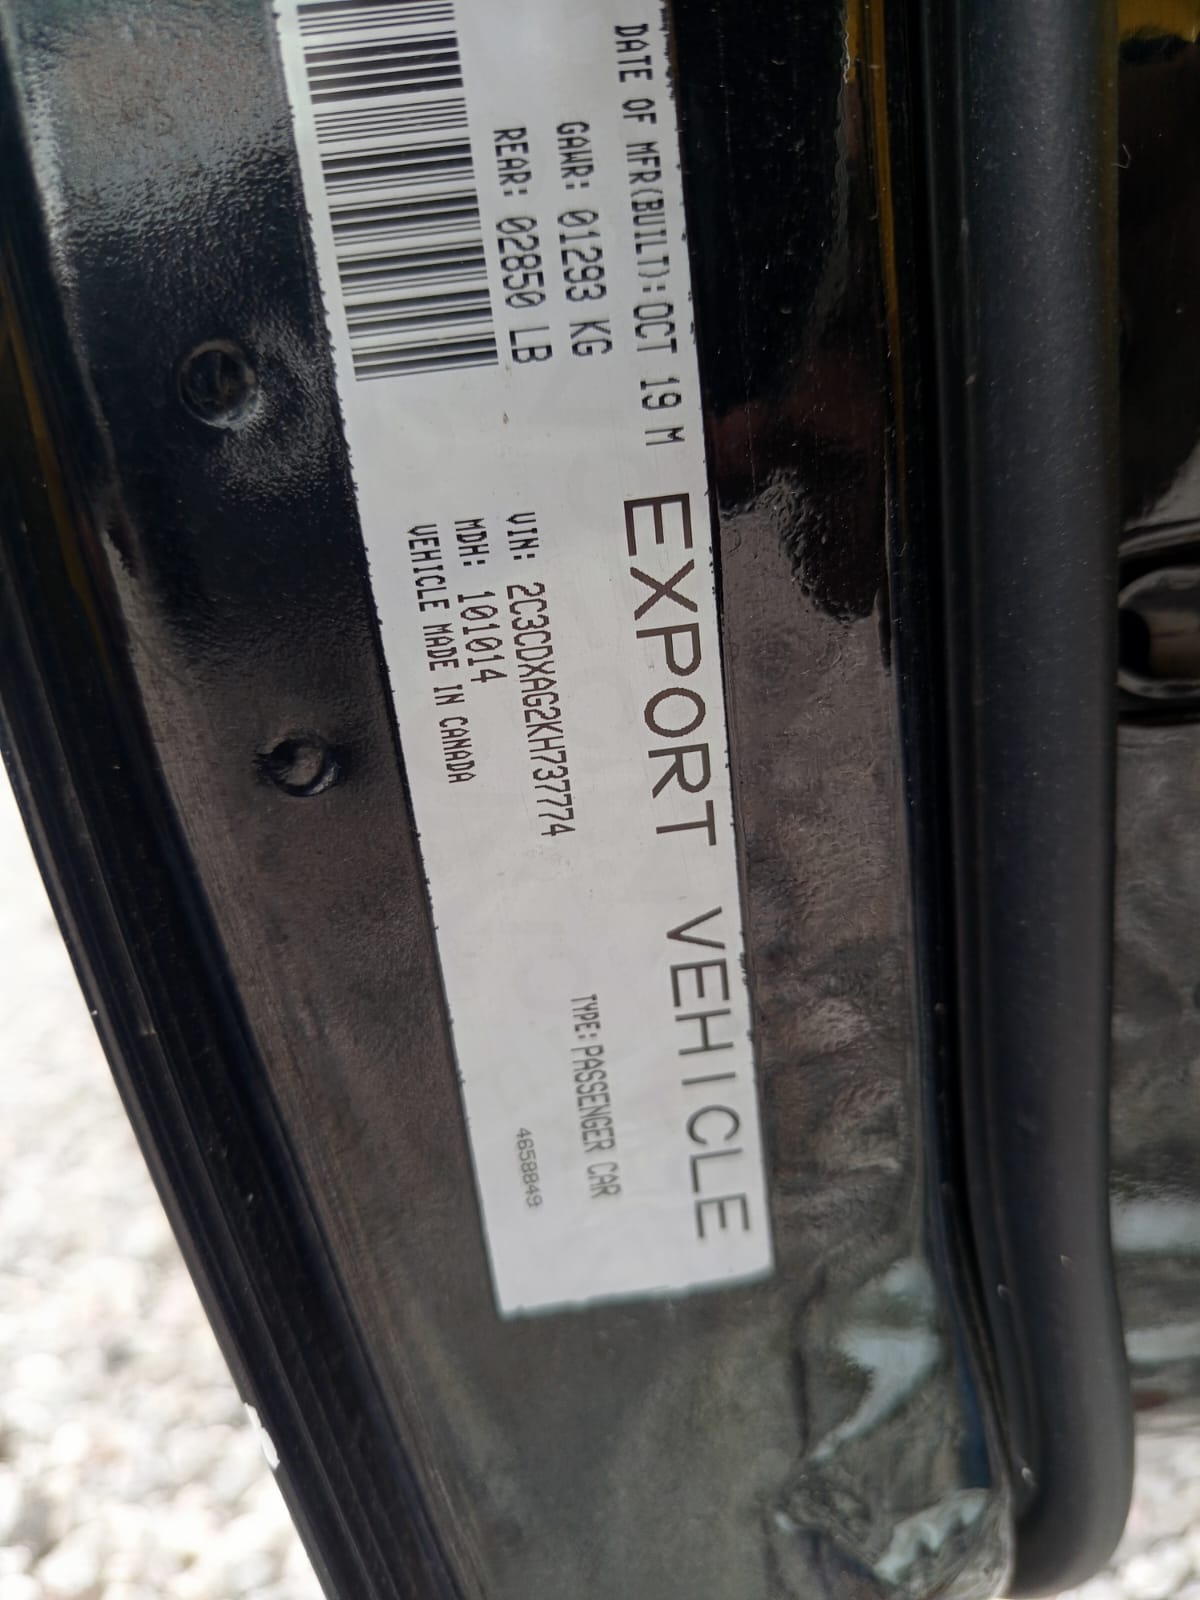 DATE OF MFR(BUILT):OCT 19 M
EXPORT VEHICLE
GAWR: 01293 KG
REAR: 02850 LB
TYPE:PASSENGER CAR
VIN: 2C3CDXAG2KH737774
MDH: 101014
VEHICLE MADE IN CANADA
4658849